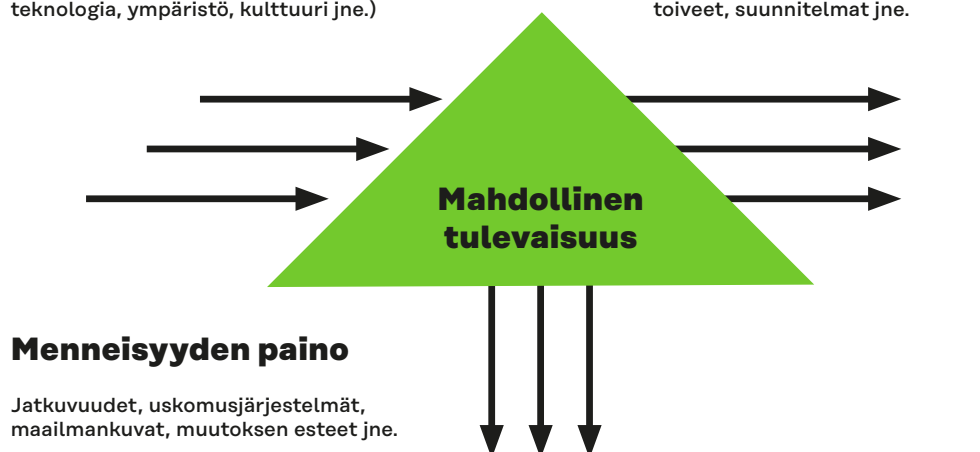 teknologia, ympäristö, kulttuuri jne.)
toiveet, suunnitelmat jne.
Mahdollinen
tulevaisuus
Menneisyyden paino
Jatkuvuudet, uskomusjärjestelmät,
maailmankuvat, muutoksen esteet jne.